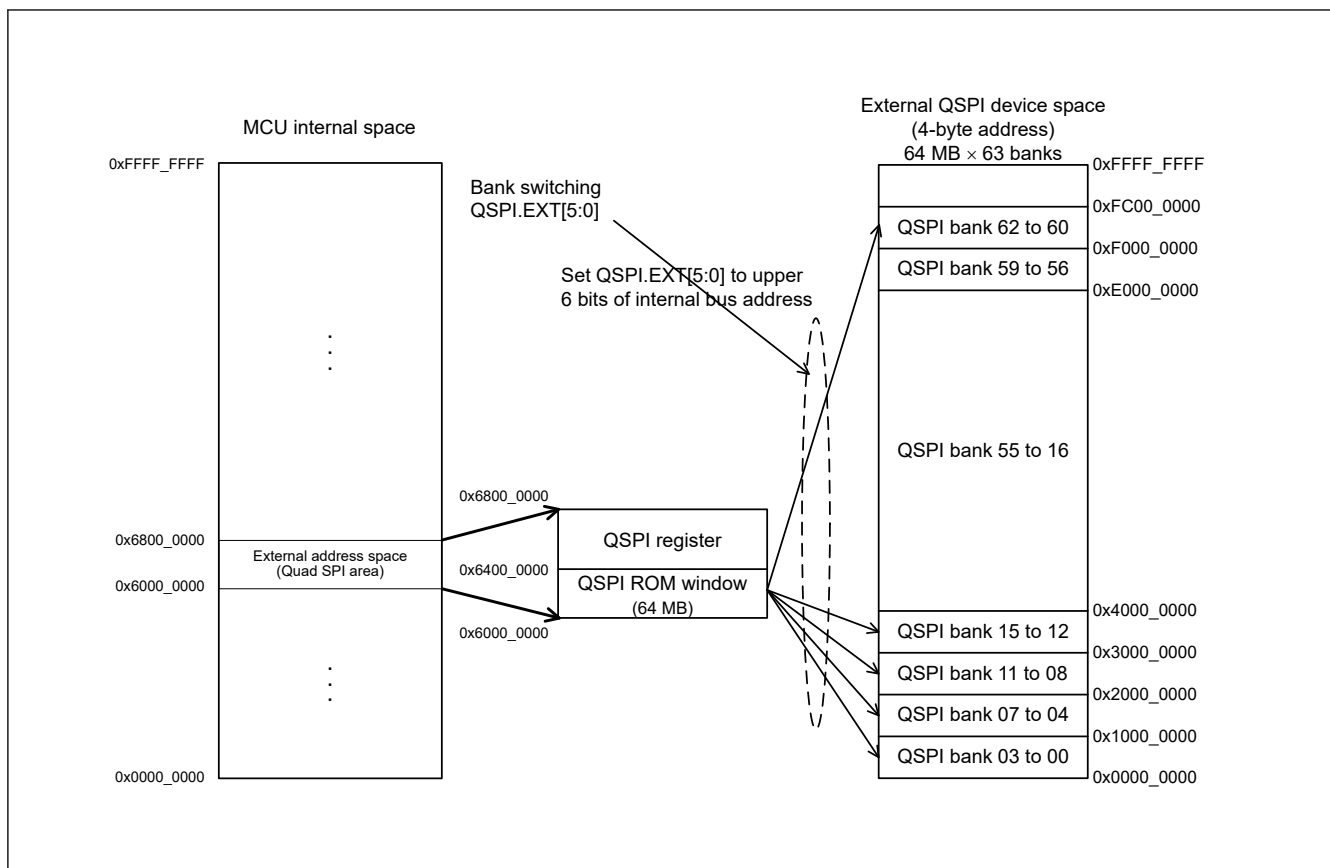 MCU internal space
0xFFFF_FFFF
.
.
.
0x6800_0000
External address space
(Quad SPI area)
0x6000_0000
.
.
.
0x0000_0000
Bank switching
QSPI.EXT[5:0]
Set QSPI.EXT[5:0] to upper
6 bits of internal bus address
0x6800_0000
QSPI register
0x6400_0000
QSPI ROM window
(64 MB)
0x6000_0000
External QSPI device space
(4-byte address)
64 MB × 63 banks
0xFFFF_FFFF
0xFC00_0000
QSPI bank 62 to 60
0xF000_0000
QSPI bank 59 to 56
0xE000_0000
QSPI bank 55 to 16
0x4000_0000
QSPI bank 15 to 12
0x3000_0000
QSPI bank 11 to 08
0x2000_0000
QSPI bank 07 to 04
0x1000_0000
QSPI bank 03 to 00
0x0000_0000